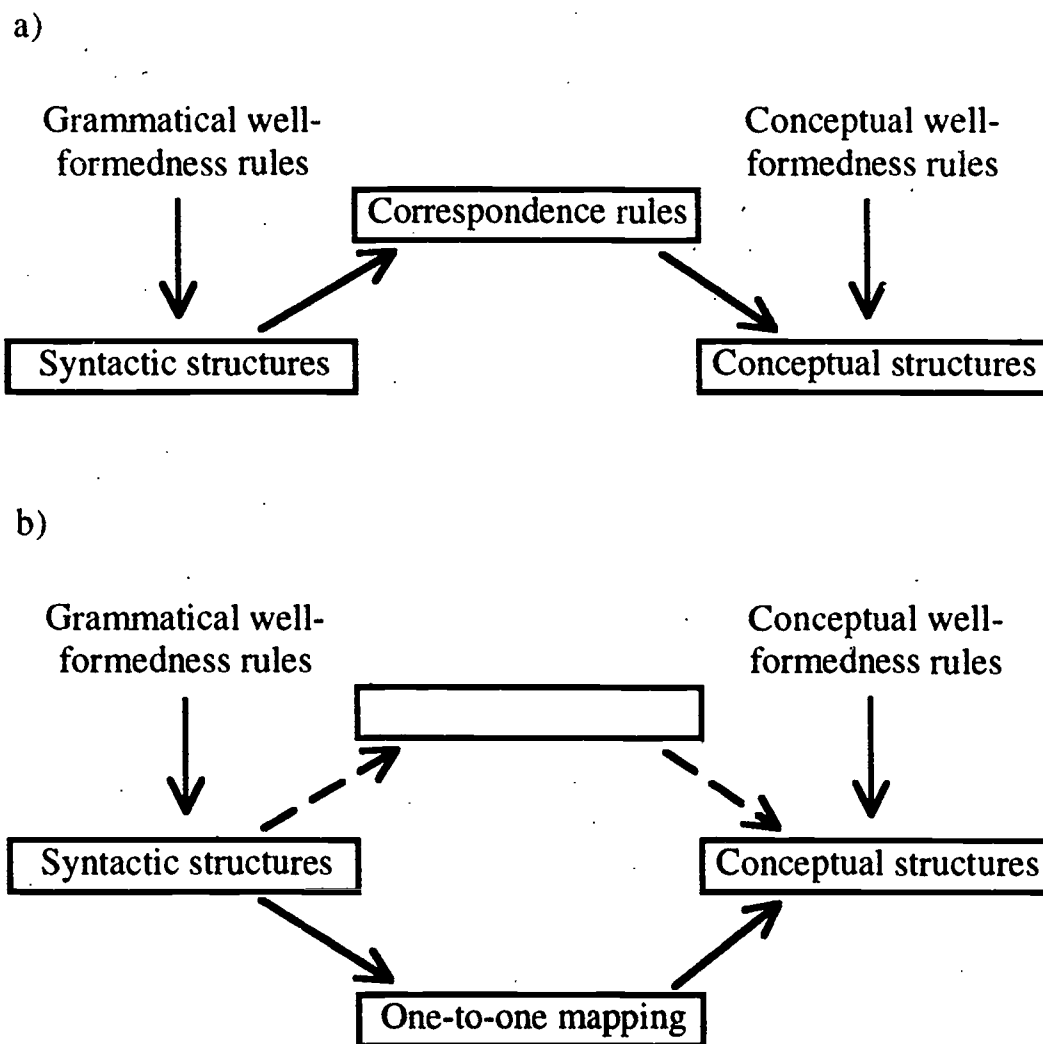 a)
Grammatical well-
formedness rules
Conceptual well-
formedness rules
Correspondence rules
Syntactic structures
Conceptual structures
b)
Grammatical well-
formedness rules
Conceptual well-
formedness rules
Syntactic structures
Conceptual structures
One-to-one mapping